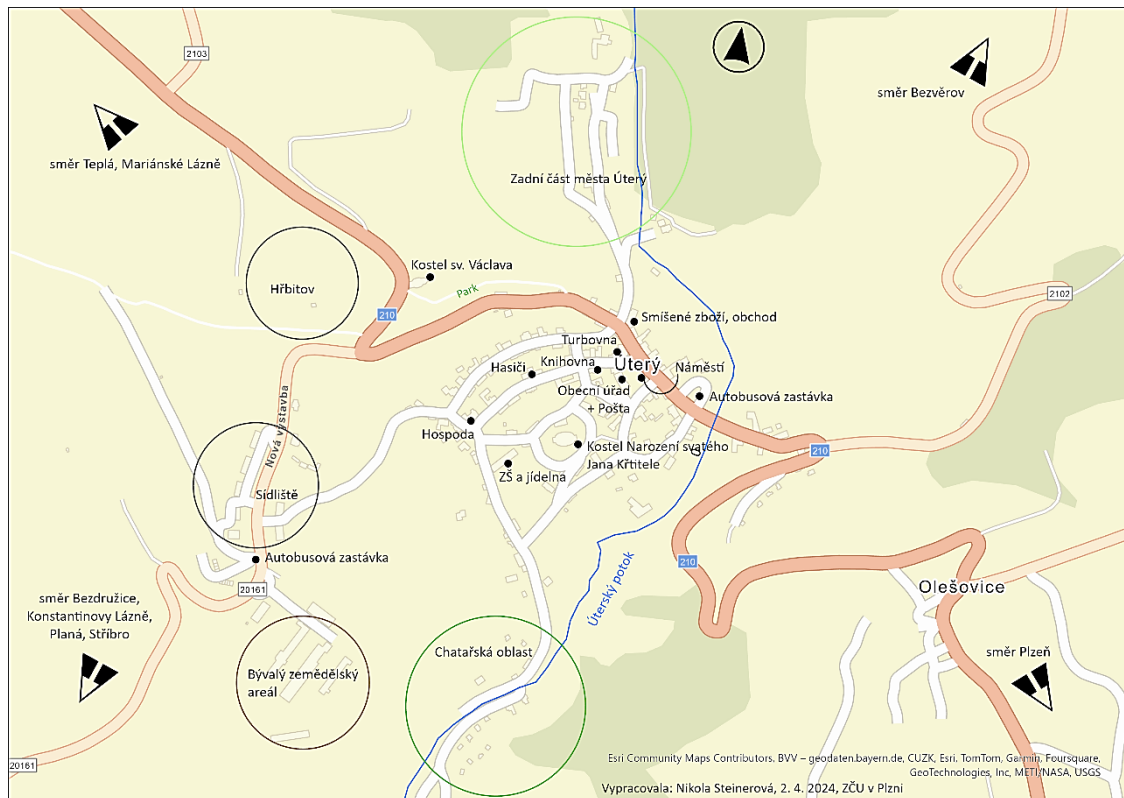 2103
směr Bezvěrov
směr Teplá, Mariánské Lázně
Zadní část města Úterý
Kostel sv. Václava
Hřbitov
Park
2102
210
Smíšené zboží, obchod
Turbovna
Úterý
Náměstí
Hasiči
Knihovna
Obecní úřad
+ Pošta
Autobusová zastávka
Nová výstavba
Hospoda
Kostel Narození svatého
Jana Křtitele
210
ZŠ a jídelna
Sídliště
Autobusová zastávka
210
20161
Úterský potok
Olešovice
směr Bezdružice,
Konstantinovy Lázně,
Planá, Stříbro
Chatařská oblast
směr Plzeň
Bývalý zemědělský
areál
20161
Esri Community Maps Contributors, BVV – geodaten.bayern.de, CUZK, Esri, TomTom, Garmin, Foursquare,
GeoTechnologies, Inc, METI/NASA, USGS
Vypracovala: Nikola Steinerová, 2. 4. 2024, ZČU v Plzni